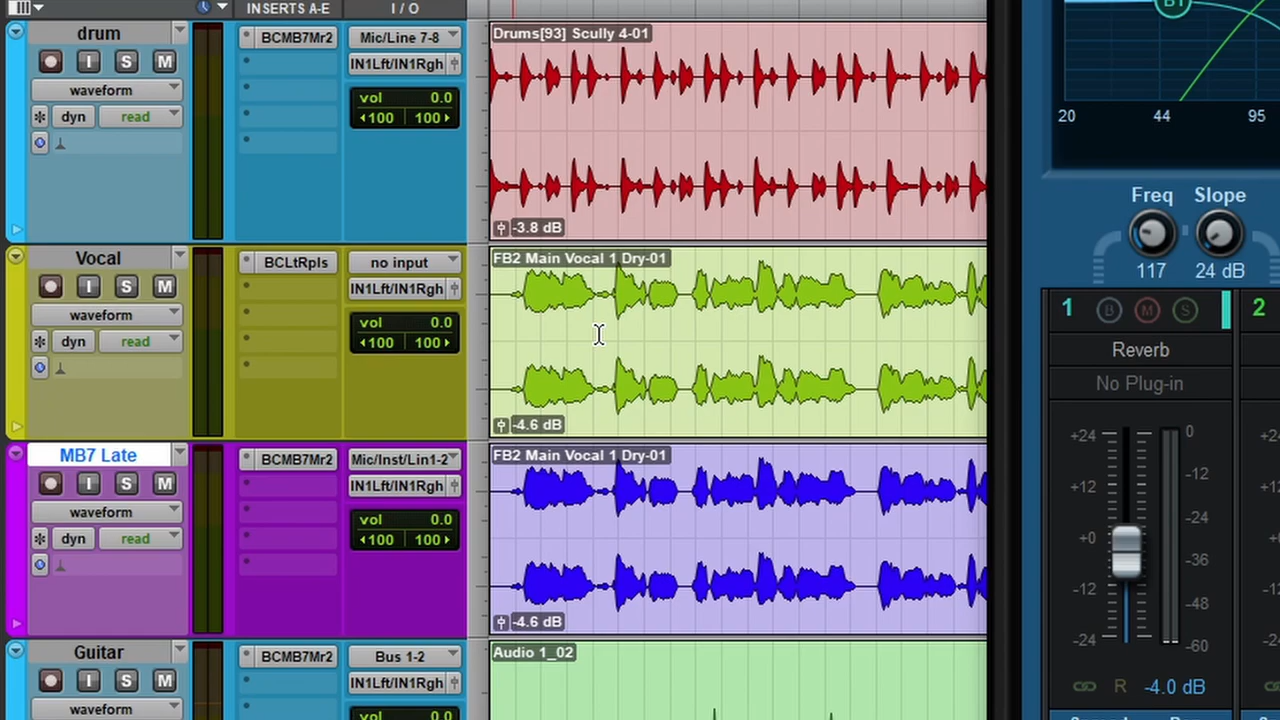 INSERTS A-E
I / O
drum
BCMB7Mr2
Mic/Line 7-8
Drums[93] Scully 4-01
I S M
IN1Lft/IN1Rgh
waveform
vol 0.0
dyn read
100 100
-3.8 dB
Vocal
BCLtRpls
no input
FB2 Main Vocal 1 Dry-01
I S M
IN1Lft/IN1Rgh
waveform
vol 0.0
dyn read
100 100
-4.6 dB
MB7 Late
BCMB7Mr2
Mic/Inst/Lin1-2
FB2 Main Vocal 1 Dry-01
I S M
IN1Lft/IN1Rgh
waveform
vol 0.0
dyn read
100 100
-4.6 dB
Guitar
BCMB7Mr2
Bus 1-2
Audio 1_02
I S M
IN1Lft/IN1Rgh
waveform
vol 0.0
20 44 95
Freq Slope
117 24 dB
1 B M S 2
Reverb
No Plug-in
+24 0
-12
+12
-24
+0
-36
-12
-48
-24
-60
R -4.0 dB